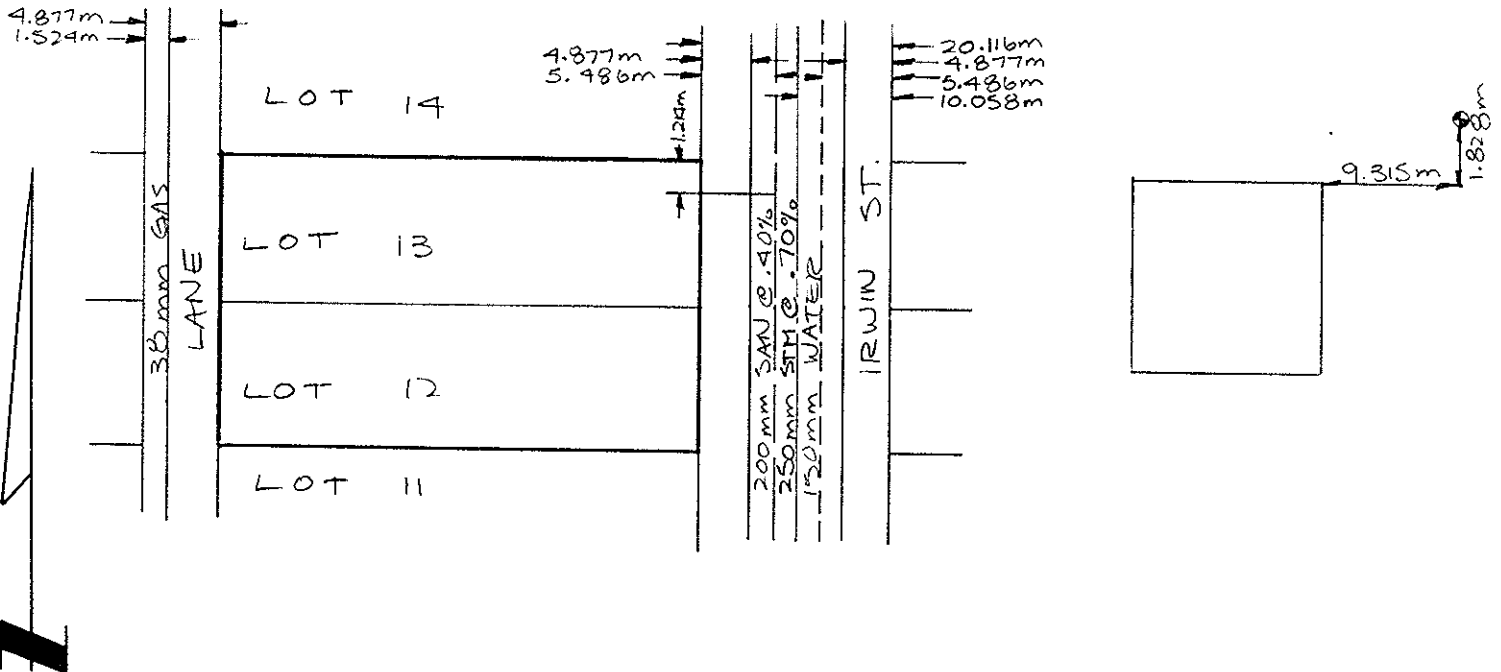 4.877m
1.524m
4.877m
5.486m
20.116m
4.877m
5.486m
10.058m
LOT 14
9.315m
1.828m
38mm GAS
LANE
LOT 13
200mm SAN @ .40%
250mm STM @ .70%
150mm WATER
IRWIN ST.
LOT 12
LOT 11